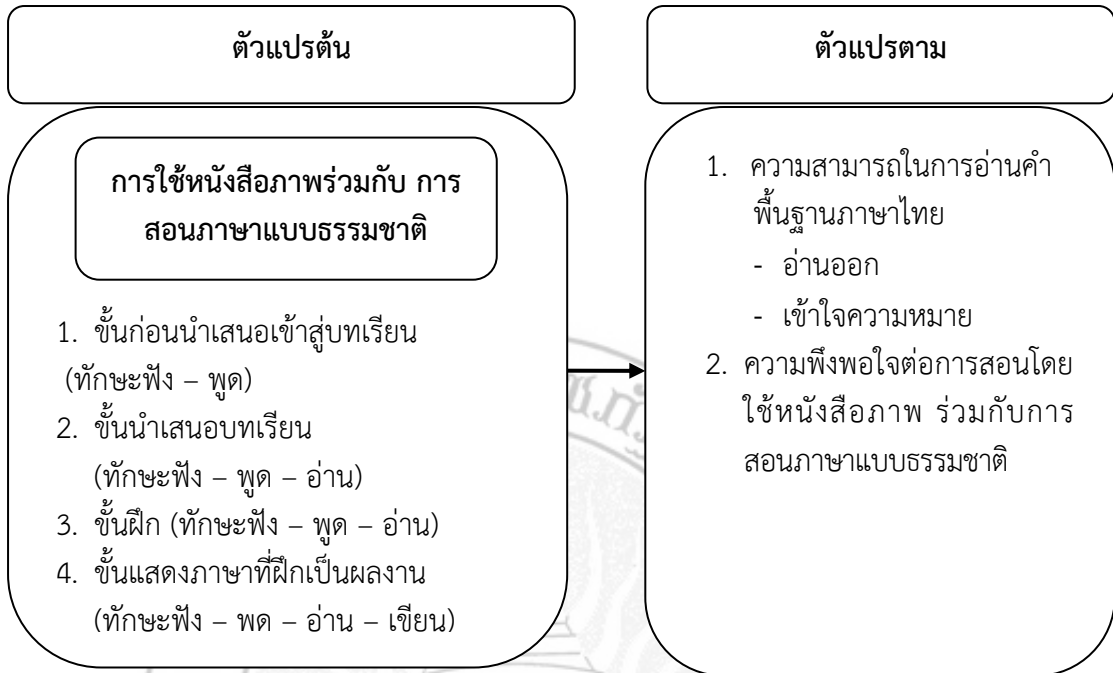 ตัวแปรต้น
การใช้หนังสือภาพร่วมกับ การ
สอนภาษาแบบธรรมชาติ
1. ขั้นก่อนนำเสนอเข้าสู่บทเรียน
(ทักษะฟัง – พูด)
2. ขั้นนำเสนอบทเรียน
(ทักษะฟัง – พูด – อ่าน)
3. ขั้นฝึก (ทักษะฟัง – พูด – อ่าน)
4. ขั้นแสดงภาษาที่ฝึกเป็นผลงาน
(ทักษะฟัง – พด – อ่าน – เขียน)
ตัวแปรตาม
1. ความสามารถในการอ่านคำ
พื้นฐานภาษาไทย
- อ่านออก
- เข้าใจความหมาย
2. ความพึงพอใจต่อการสอนโดย
ใช้หนังสือภาพ ร่วมกับการ
สอนภาษาแบบธรรมชาติ